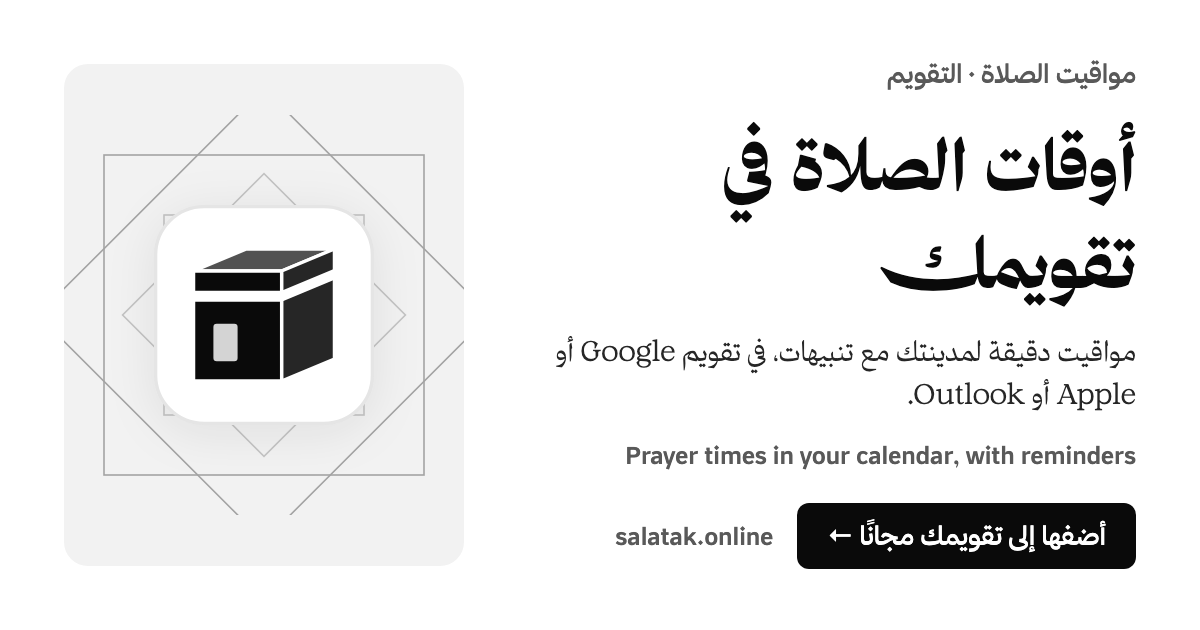 مواقيت الصلاة · التقويم
أوقات الصلاة في
تقويمك
مواقيت دقيقة لمدينتك مع تنبيهات، في تقويم Google أو
Apple أو Outlook.
Prayer times in your calendar, with reminders
أضفها إلى تقويمك مجانًا ←
salatak.online